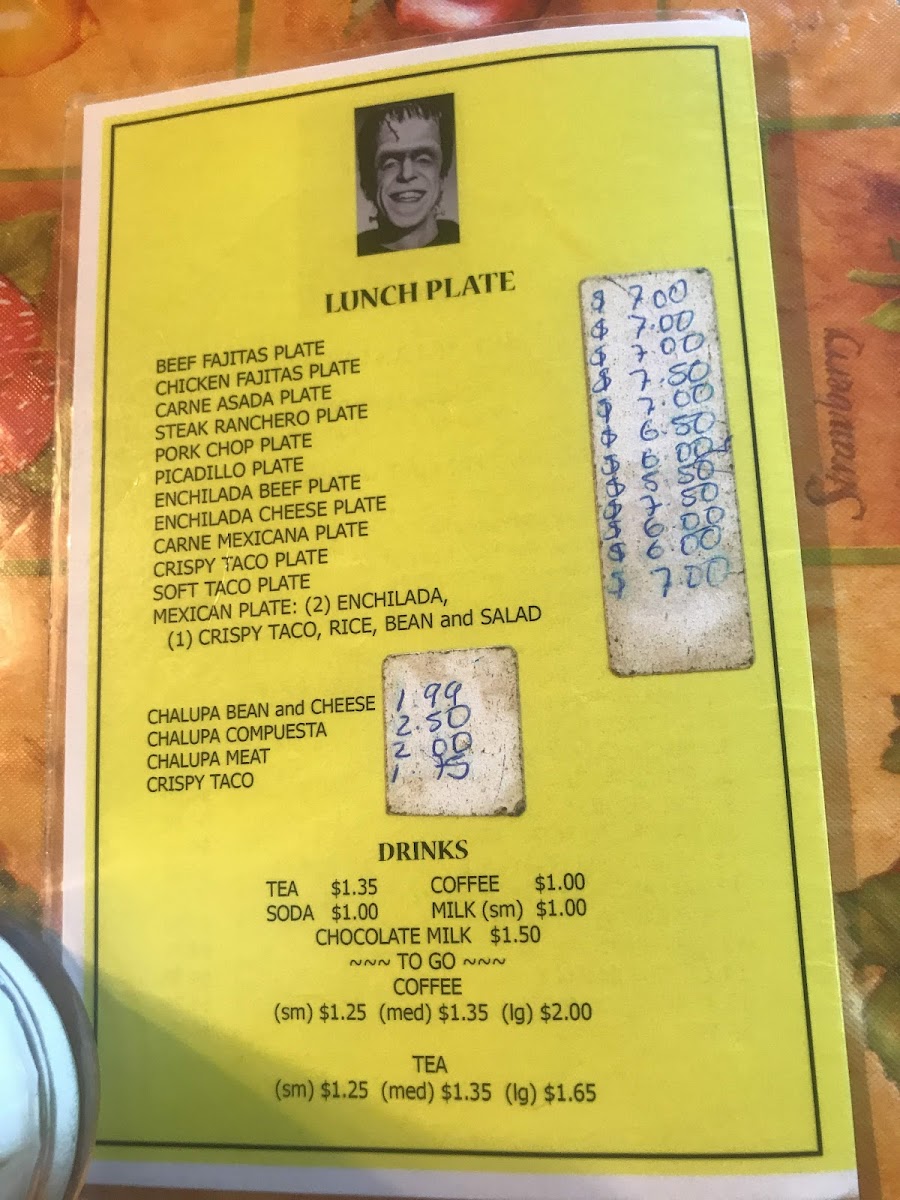 LUNCH PLATE
BEEF FAJITAS PLATE $ 7.00
CHICKEN FAJITAS PLATE $ 7.00
CARNE ASADA PLATE $ 7.00
STEAK RANCHERO PLATE $ 7.50
PORK CHOP PLATE $ 7.00
PICADILLO PLATE $ 6.50
ENCHILADA BEEF PLATE $ 6.00
ENCHILADA CHEESE PLATE $ 5.50
CARNE MEXICANA PLATE $ 7.50
CRISPY TACO PLATE $ 6.00
SOFT TACO PLATE $ 6.00
MEXICAN PLATE: (2) ENCHILADA, $ 7.00
(1) CRISPY TACO, RICE, BEAN and SALAD
CHALUPA BEAN and CHEESE 1.99
CHALUPA COMPUESTA 2.50
CHALUPA MEAT 2.00
CRISPY TACO 1.75
DRINKS
TEA $1.35 COFFEE $1.00
SODA $1.00 MILK (sm) $1.00
CHOCOLATE MILK $1.50
~~~ TO GO ~~~
COFFEE
(sm) $1.25 (med) $1.35 (lg) $2.00
TEA
(sm) $1.25 (med) $1.35 (lg) $1.65